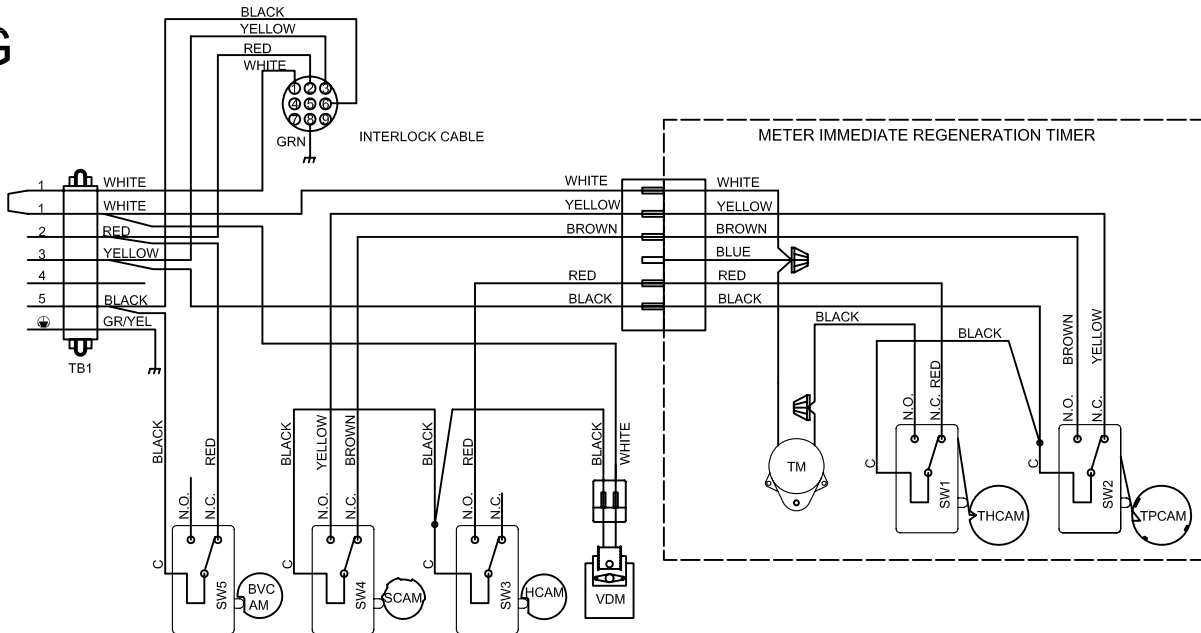 G
BLACK
YELLOW
RED
WHITE
1 2 3
4 5 6
7 8 9
GRN
INTERLOCK CABLE
METER IMMEDIATE REGENERATION TIMER
1 WHITE
1 WHITE
2 RED
3 YELLOW
4
5 BLACK
GR/YEL
TB1
WHITE WHITE
YELLOW YELLOW
BROWN BROWN
BLUE
RED RED
BLACK BLACK
BLACK
BLACK
BROWN
YELLOW
N.O.
N.C. RED
N.O.
N.C.
C
SW1
THCAM
C
SW2
TPCAM
TM
BLACK
RED
BLACK
YELLOW
BROWN
BLACK
RED
BLACK
WHITE
N.O.
N.C.
N.O.
N.C.
N.O.
N.C.
C
SW5
BVC
AM
C
SW4
SCAM
C
SW3
HCAM
VDM